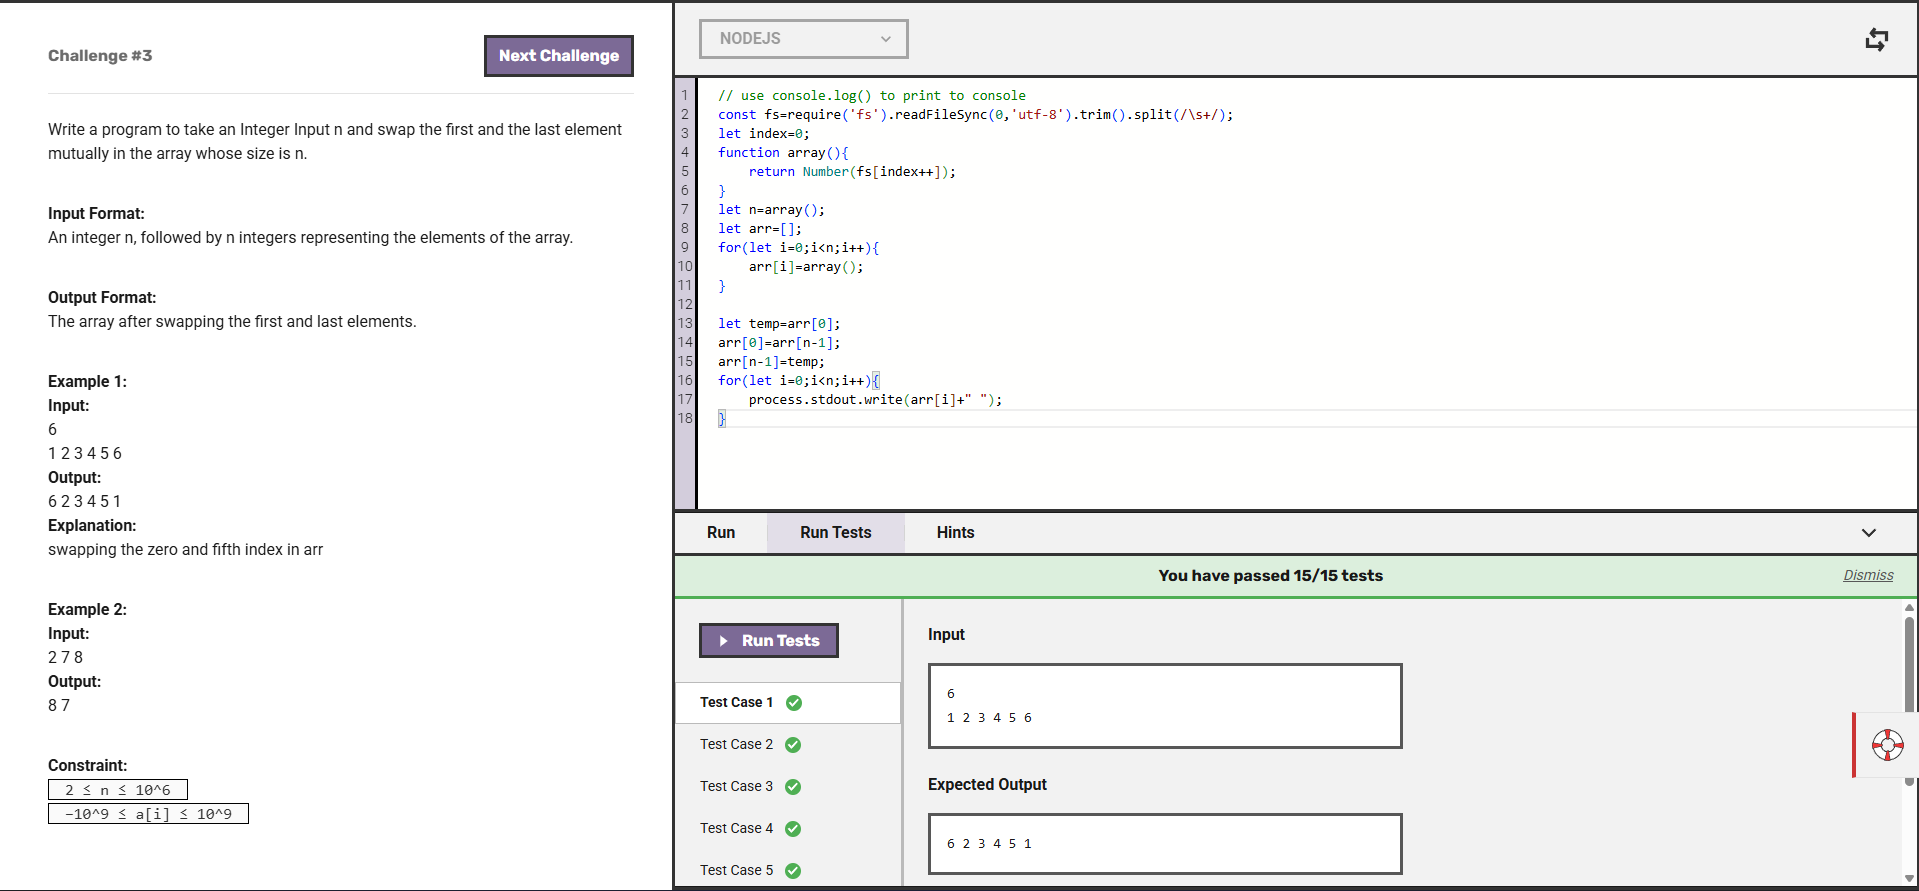 Challenge #3
Next Challenge
Write a program to take an Integer Input n and swap the first and the last element
mutually in the array whose size is n.
Input Format:
An integer n, followed by n integers representing the elements of the array.
Output Format:
The array after swapping the first and last elements.
Example 1:
Input:
6
1 2 3 4 5 6
Output:
6 2 3 4 5 1
Explanation:
swapping the zero and fifth index in arr
Example 2:
Input:
2 7 8
Output:
8 7
Constraint:
2 ≤ n ≤ 10^6
−10^9 ≤ a[i] ≤ 10^9
NODEJS
1 // use console.log() to print to console
2 const fs=require('fs').readFileSync(0,'utf-8').trim().split(/\s+/);
3 let index=0;
4 function array(){
5     return Number(fs[index++]);
6 }
7 let n=array();
8 let arr=[];
9 for(let i=0;i<n;i++){
10     arr[i]=array();
11 }
12
13 let temp=arr[0];
14 arr[0]=arr[n-1];
15 arr[n-1]=temp;
16 for(let i=0;i<n;i++){
17     process.stdout.write(arr[i]+" ");
18 }
Run Run Tests Hints
You have passed 15/15 tests Dismiss
Run Tests
Test Case 1
Test Case 2
Test Case 3
Test Case 4
Test Case 5
Input
6
1 2 3 4 5 6
Expected Output
6 2 3 4 5 1